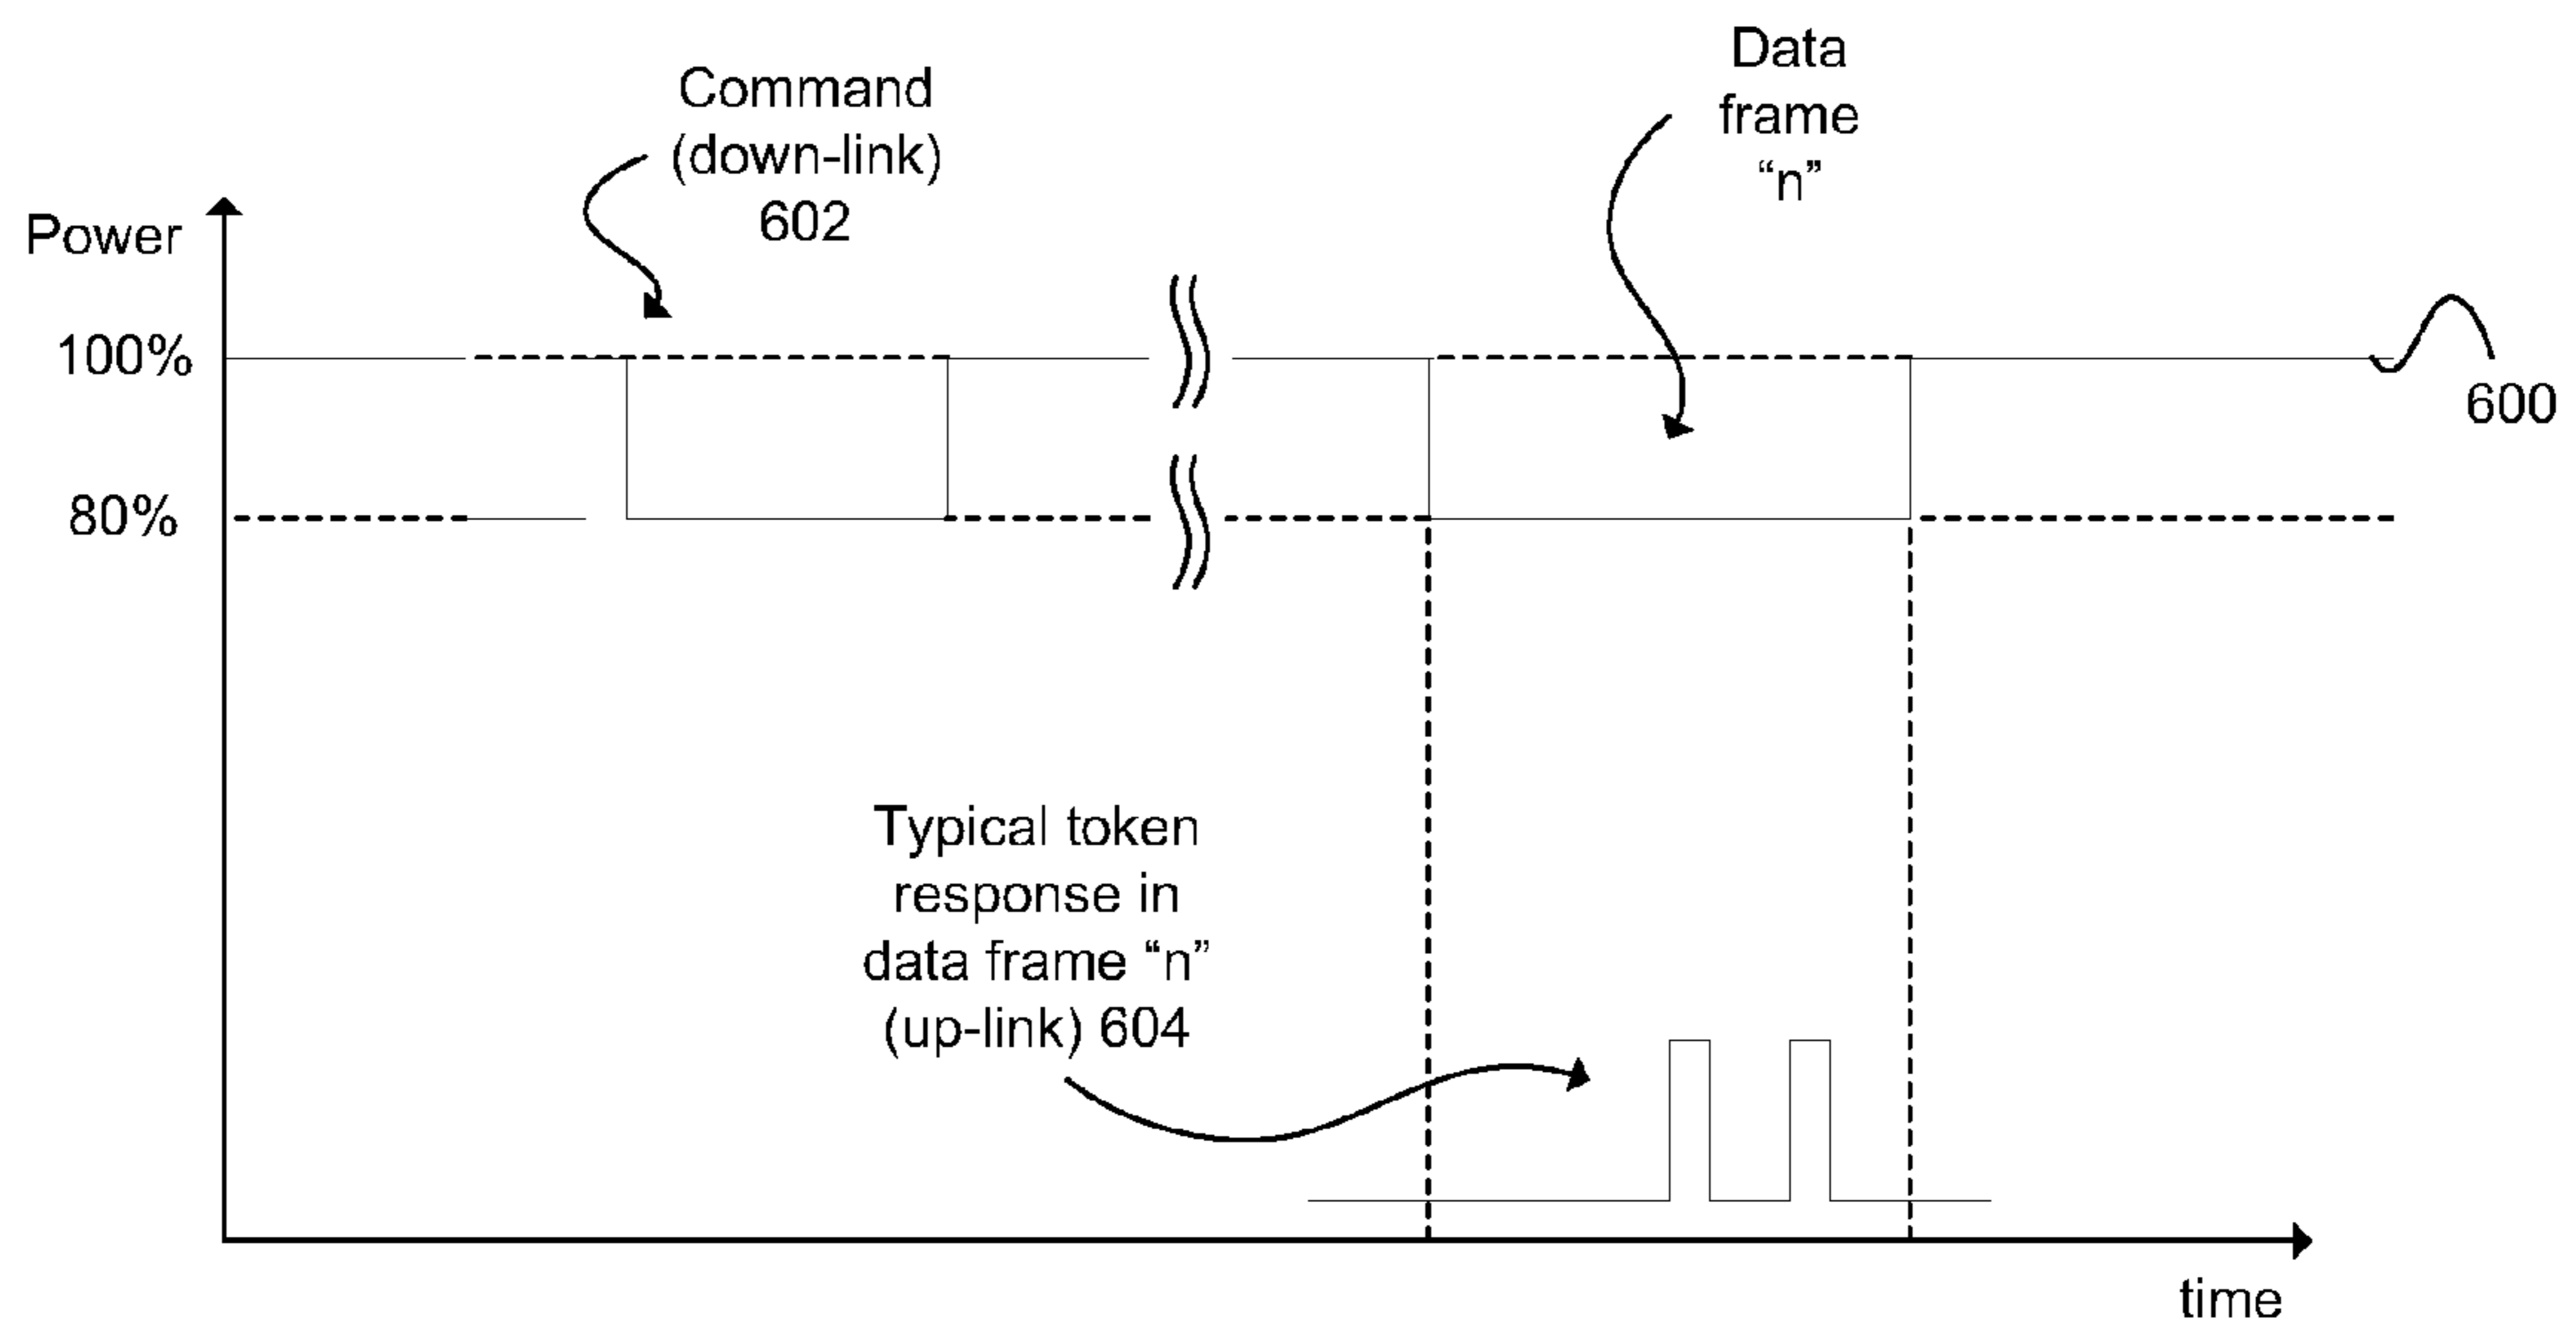 Data
frame
“n”
Command
(down-link)
602
Power
100%
600
80%
Typical token
response in
data frame “n”
(up-link) 604
time